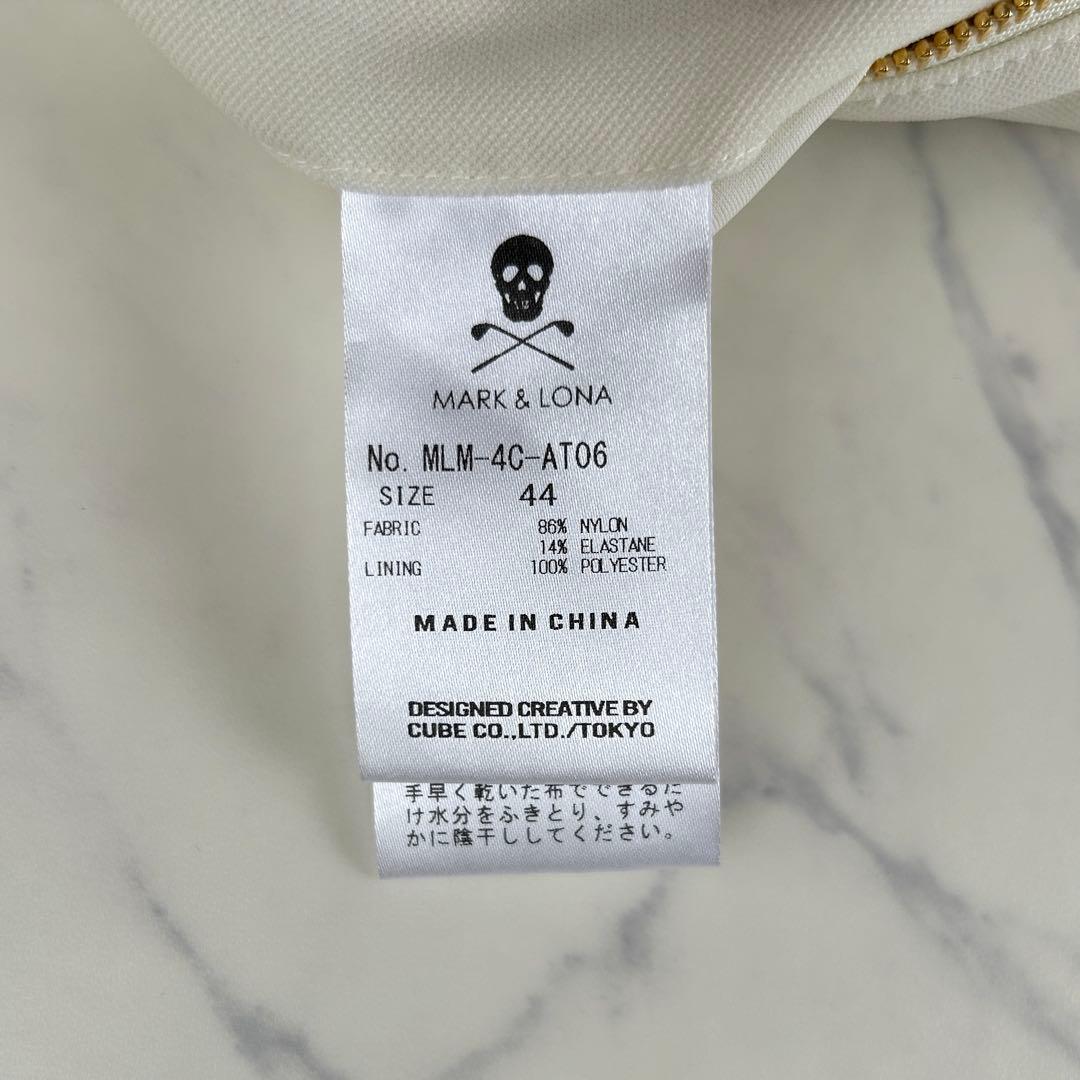 MARK & LONA
No. MLM-4C-AT06
SIZE 44
FABRIC 86% NYLON
14% ELASTANE
LINING 100% POLYESTER
MADE IN CHINA
DESIGNED CREATIVE BY
CUBE CO.,LTD./TOKYO
手早く乾いた布でできるだ
け水分をふきとり、すみや
かに陰干ししてください。